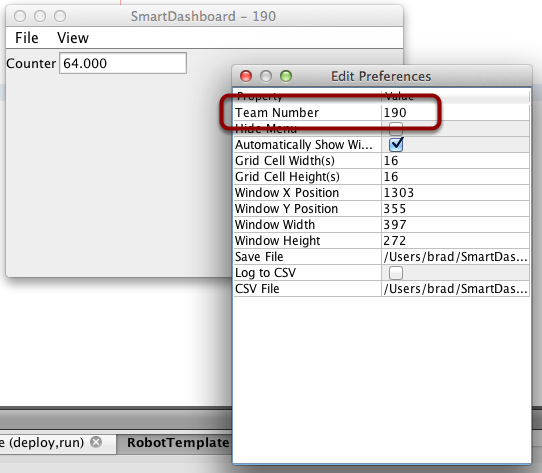 SmartDashboard – 190
File View
Counter 64.000
Edit Preferences
Property Value
Team Number 190
Hide Menu
Automatically Show Wi...
Grid Cell Width(s) 16
Grid Cell Height(s) 16
Window X Position 1303
Window Y Position 355
Window Width 397
Window Height 272
Save File /Users/brad/SmartDas...
Log to CSV
CSV File /Users/brad/SmartDas...
e (deploy,run) RobotTemplate